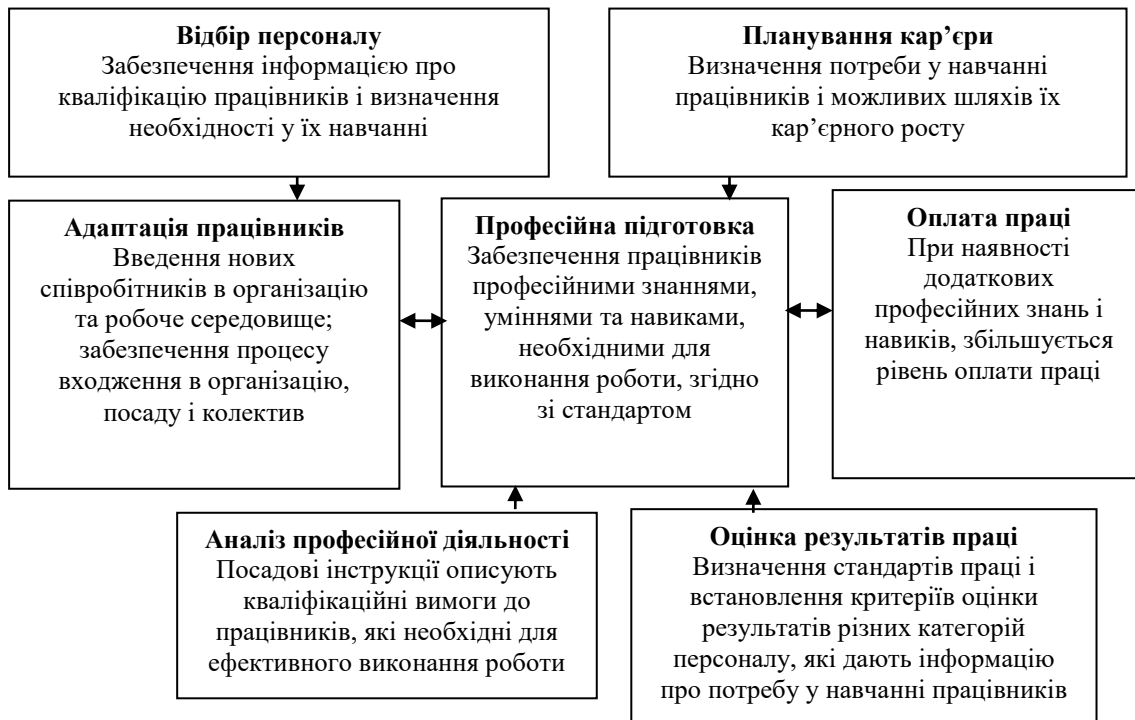 Відбір персоналу
Забезпечення інформацією про
кваліфікацію працівників і визначення
необхідності у їх навчанні
Планування кар’єри
Визначення потреби у навчанні
працівників і можливих шляхів їх
кар’єрного росту
Адаптація працівників
Введення нових
співробітників в організацію
та робоче середовище;
забезпечення процесу
входження в організацію,
посаду і колектив
Професійна підготовка
Забезпечення працівників
професійними знаннями,
уміннями та навиками,
необхідними для
виконання роботи, згідно
зі стандартом
Оплата праці
При наявності
додаткових
професійних знань і
навиків, збільшується
рівень оплати праці
Аналіз професійної діяльності
Посадові інструкції описують
кваліфікаційні вимоги до
працівників, які необхідні для
ефективного виконання роботи
Оцінка результатів праці
Визначення стандартів праці і
встановлення критеріїв оцінки
результатів різних категорій
персоналу, які дають інформацію
про потребу у навчанні працівників